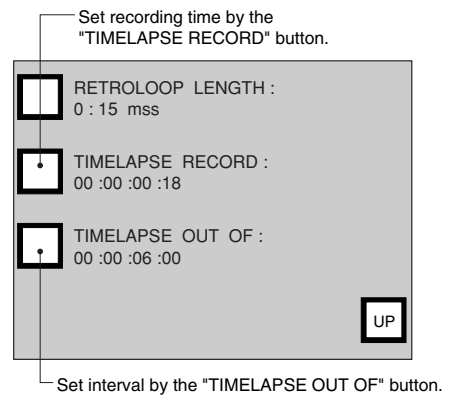 Set recording time by the
"TIMELAPSE RECORD" button.
RETROLOOP LENGTH :
0 : 15 mss
TIMELAPSE RECORD :
00 :00 :00 :18
TIMELAPSE OUT OF :
00 :00 :06 :00
UP
Set interval by the "TIMELAPSE OUT OF" button.